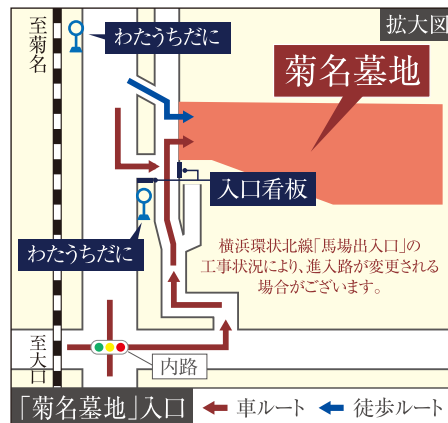 拡大図
至菊名
わたうちだに
菊名墓地
入口看板
わたうちだに
横浜環状北線「馬場出入口」の
工事状況により、進入路が変更される
場合がございます。
至大口
内路
「菊名墓地」入口
車ルート
徒歩ルート